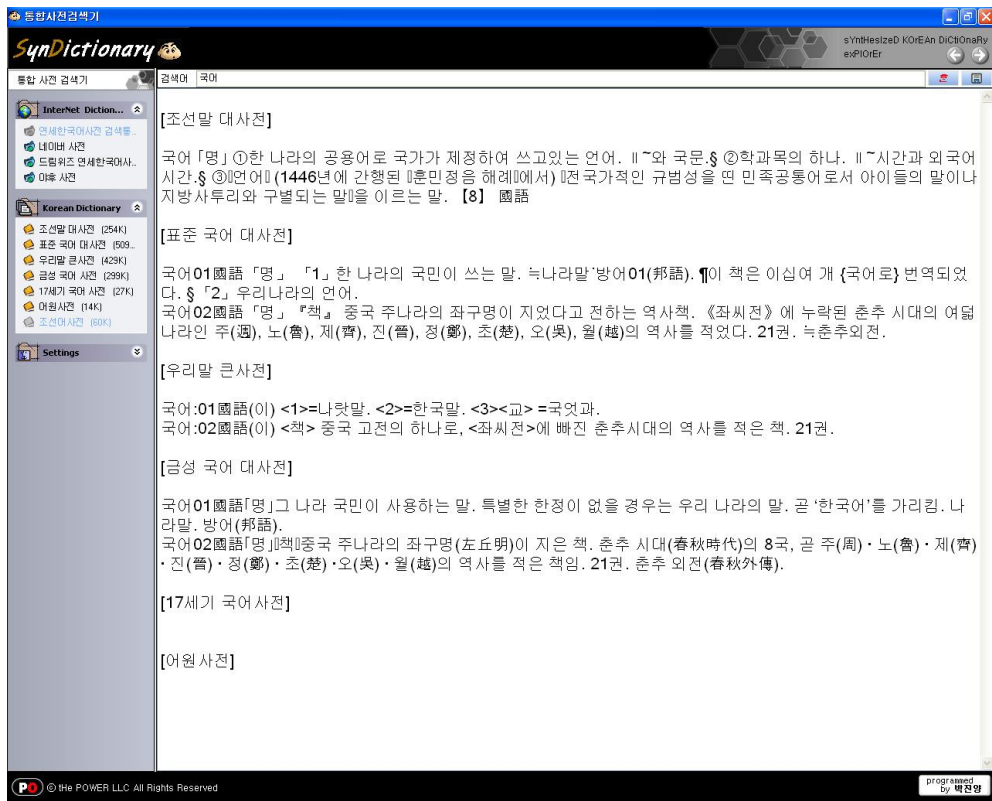 통합사전검색기
SynDictionary
sYntHesIzeD KOrEAn DiCtiOnaRy
exPlOrEr
통합 사전 검색기
검색어 국어
InterNet Diction...
연세한국어사전 검색틀..
네이버 사전
드림위즈 연세한국어사..
야후 사전
Korean Dictionary
조선말 대사전 (254K)
표준 국어 대사전 (509..
우리말 큰사전 (429K)
금성 국어 사전 (299K)
17세기 국어 사전 (27K)
어원사전 (14K)
조선어사전 (60K)
Settings
[조선말 대사전]
국어 「명」 ①한 나라의 공용어로 국가가 제정하여 쓰고있는 언어. ∥~와 국문.§ ②학과목의 하나. ∥~시간과 외국어
시간.§ ③언어 (1446년에 간행된 훈민정음 해례에서) 전국가적인 규범성을 띤 민족공통어로서 아이들의 말이나
지방사투리와 구별되는 말을 이르는 말. 【8】 國語
[표준 국어 대사전]
국어01國語「명」 「1」한 나라의 국민이 쓰는 말. ≒나라말˙방어01(邦語). ¶이 책은 이십여 개 {국어로} 번역되었
다. § 「2」우리나라의 언어.
국어02國語「명」 『책』 중국 주나라의 좌구명이 지었다고 전하는 역사책. 《좌씨전》에 누락된 춘추 시대의 여덟
나라인 주(週), 노(魯), 제(齊), 진(晉), 정(鄭), 초(楚), 오(吳), 월(越)의 역사를 적었다. 21권. ≒춘추외전.
[우리말 큰사전]
국어:01國語(이) <1>=나랏말. <2>=한국말. <3><교> =국엇과.
국어:02國語(이) <책> 중국 고전의 하나로, <좌씨전>에 빠진 춘추시대의 역사를 적은 책. 21권.
[금성 국어 대사전]
국어01國語「명」그 나라 국민이 사용하는 말. 특별한 한정이 없을 경우는 우리 나라의 말. 곧 ‘한국어’를 가리킴. 나
라말. 방어(邦語).
국어02國語「명」책중국 주나라의 좌구명(左丘明)이 지은 책. 춘추 시대(春秋時代)의 8국, 곧 주(周)·노(魯)·제(齊)
·진(晉)·정(鄭)·초(楚)·오(吳)·월(越)의 역사를 적은 책임. 21권. 춘추 외전(春秋外傳).
[17세기 국어사전]
[어원사전]
PO © tHe POWER LLC All Rights Reserved
programmed
by 박진양